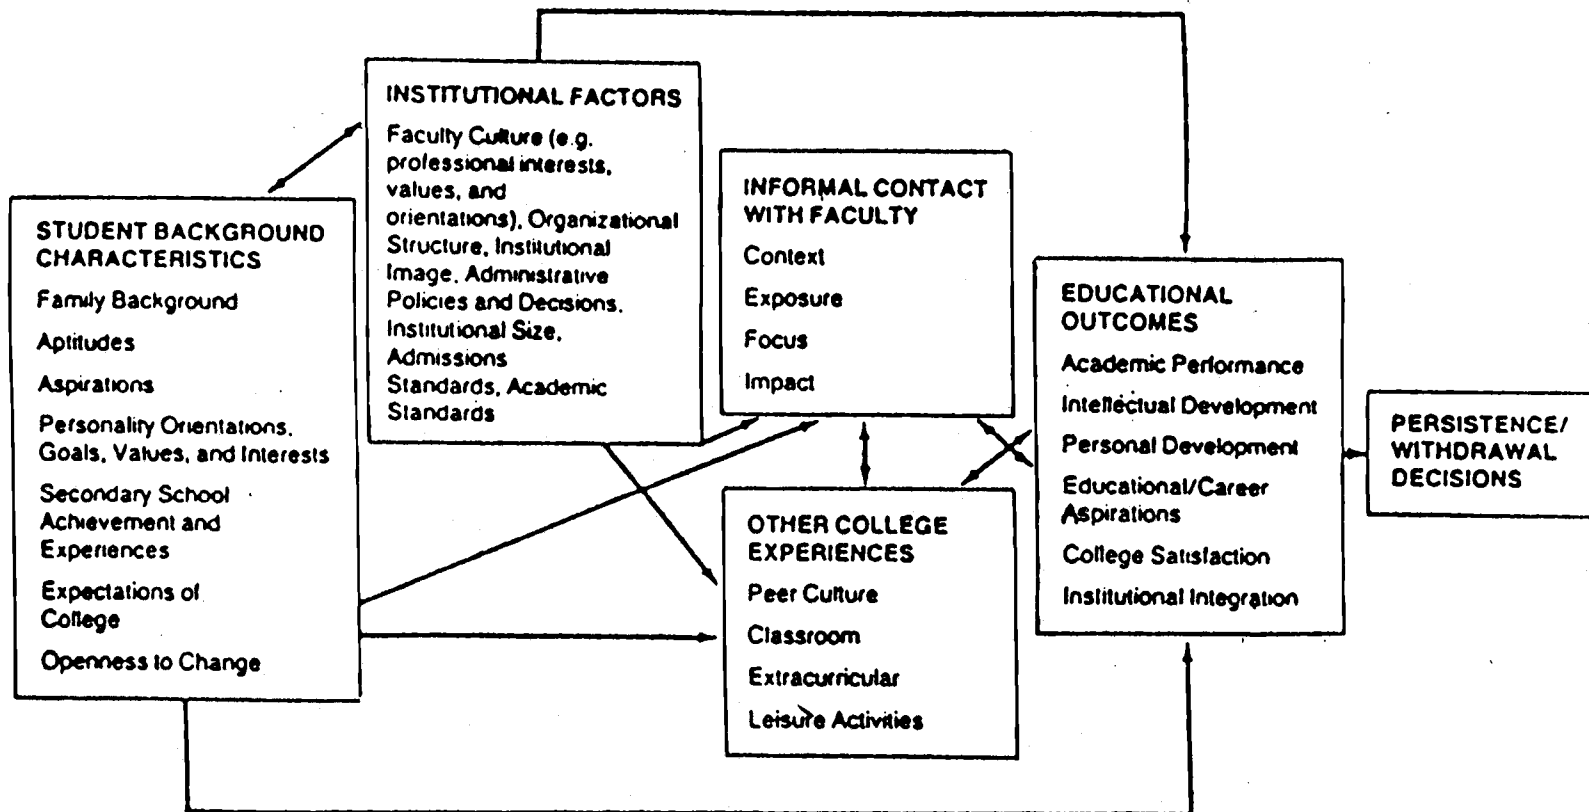 INSTITUTIONAL FACTORS
Faculty Culture (e.g.
professional interests,
values, and
orientations), Organizational
Structure, Institutional
Image, Administrative
Policies and Decisions,
Institutional Size,
Admissions
Standards, Academic
Standards
STUDENT BACKGROUND
CHARACTERISTICS
Family Background
Aptitudes
Aspirations
Personality Orientations,
Goals, Values, and Interests
Secondary School
Achievement and
Experiences
Expectations of
College
Openness to Change
INFORMAL CONTACT
WITH FACULTY
Context
Exposure
Focus
Impact
OTHER COLLEGE
EXPERIENCES
Peer Culture
Classroom
Extracurricular
Leisure Activities
EDUCATIONAL
OUTCOMES
Academic Performance
Intellectual Development
Personal Development
Educational/Career
Aspirations
College Satisfaction
Institutional Integration
PERSISTENCE/
WITHDRAWAL
DECISIONS